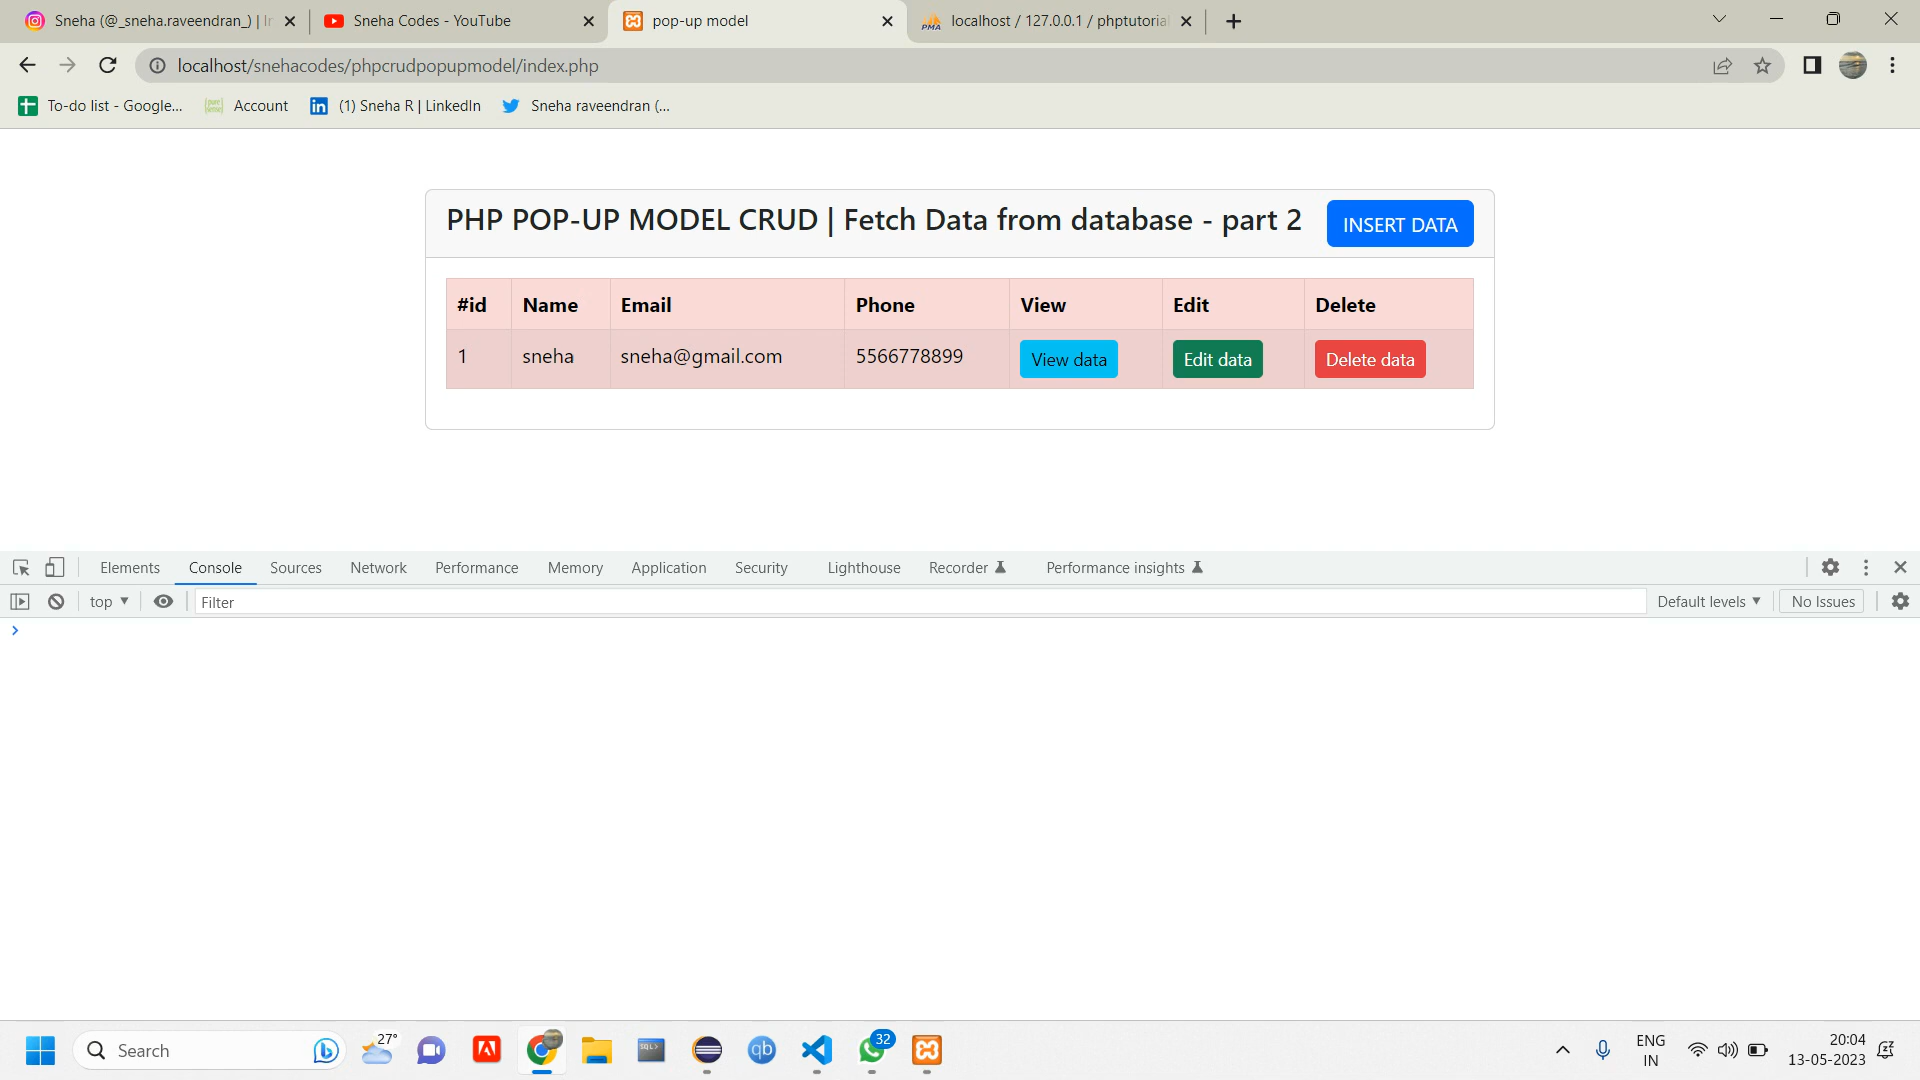 Sneha (@_sneha.raveendran_) | In
Sneha Codes - YouTube
pop-up model
localhost / 127.0.0.1 / phptutorial
localhost/snehacodes/phpcrudpopupmodel/index.php
To-do list - Google...
Account
(1) Sneha R | LinkedIn
Sneha raveendran (...
PHP POP-UP MODEL CRUD | Fetch Data from database - part 2
INSERT DATA
#id Name Email Phone View Edit Delete
1 sneha sneha@gmail.com 5566778899 View data Edit data Delete data
Elements Console Sources Network Performance Memory Application Security Lighthouse Recorder Performance insights
top Filter Default levels No Issues
27°
32
Search
ENG
IN
20:04
13-05-2023